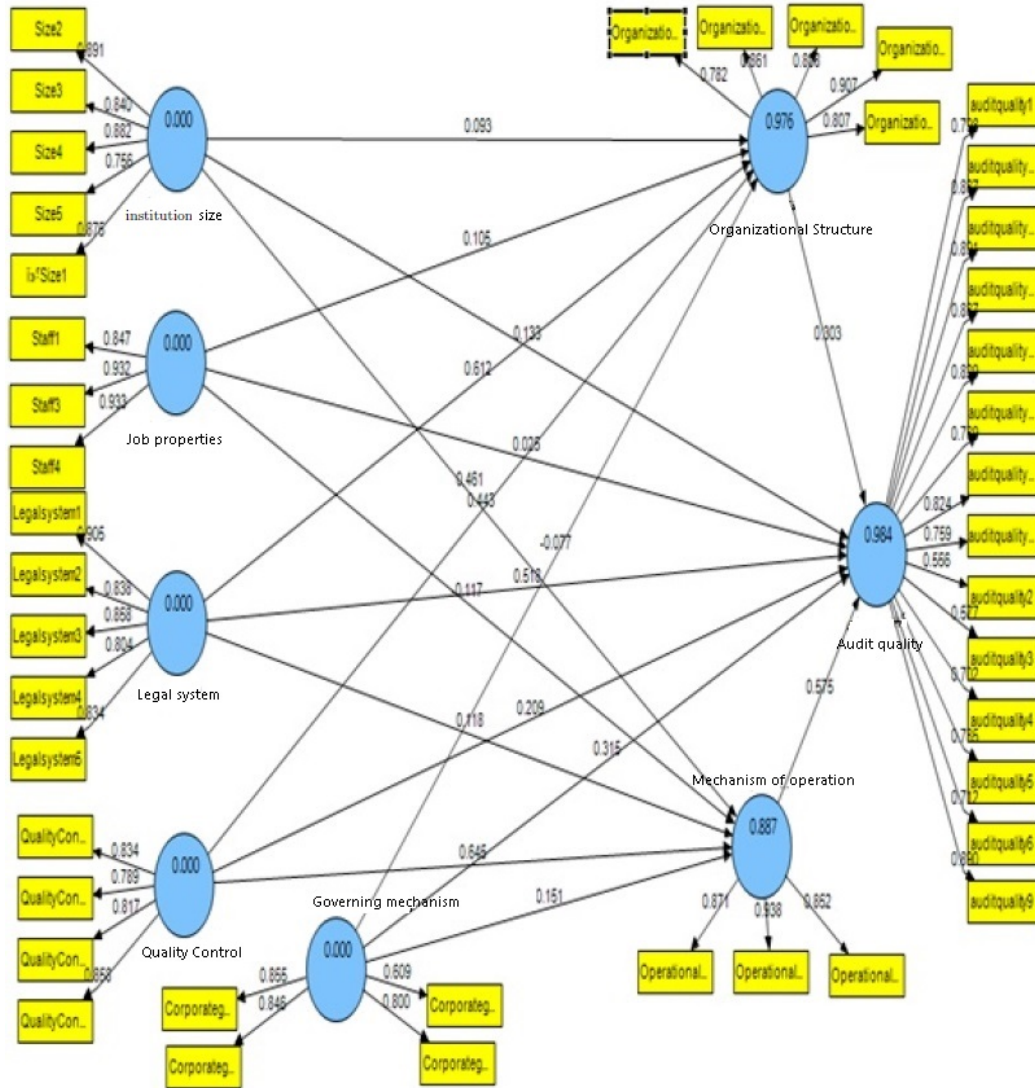 Size2
0.891
Size3
0.840
Size4
0.882
Size5
0.756
0.878
0.000
institution size
Staff1
0.847
Staff3
0.932
Staff4
0.933
0.000
Job properties
Legalsystem1
0.905
Legalsystem2
0.838
Legalsystem3
0.858
Legalsystem4
0.804
Legalsystem5
0.834
0.000
Legal system
QualityCon...
0.834
QualityCon...
0.789
QualityCon...
0.817
QualityCon...
0.858
0.000
Quality Control
Governing mechanism
0.000
0.855
0.846
0.609
0.800
Corporateg...
Corporateg...
Corporateg...
Corporateg...
0.093
0.105
0.133
0.612
0.025
0.461
0.443
-0.077
0.117
0.518
0.118
0.209
0.315
0.645
0.151
0.303
0.575
Organizatio...
Organizatio...
Organizatio...
Organizatio...
Organizatio...
0.782
0.861
0.907
0.807
0.976
Organizational Structure
0.984
Audit quality
Mechanism of operation
0.887
0.871
0.938
0.852
Operational...
Operational...
Operational...
auditquality1
auditquality...
auditquality...
auditquality...
auditquality...
auditquality...
auditquality...
auditquality...
auditquality2
auditquality3
auditquality4
auditquality5
auditquality6
auditquality9
0.824
0.759
0.566
0.702
0.712